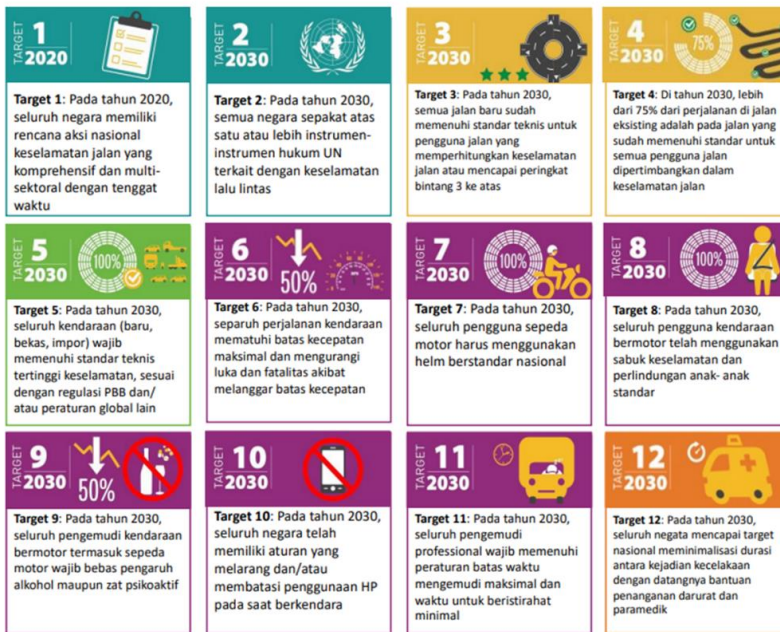 TARGET
1
2020
Target 1: Pada tahun 2020,
seluruh negara memiliki
rencana aksi nasional
keselamatan jalan yang
komprehensif dan multi-
sektoral dengan tenggat
waktu
TARGET
2
2030
Target 2: Pada tahun 2030,
semua negara sepakat atas
satu atau lebih instrumen-
instrumen hukum UN
terkait dengan keselamatan
lalu lintas
TARGET
3
2030
Target 3: Pada tahun 2030,
semua jalan baru sudah
memenuhi standar teknis untuk
pengguna jalan yang
memperhitungkan keselamatan
jalan atau mencapai peringkat
bintang 3 ke atas
TARGET
4
2030
75%
Target 4: Di tahun 2030, lebih
dari 75% dari perjalanan di jalan
eksisting adalah pada jalan yang
sudah memenuhi standar untuk
semua pengguna jalan
dipertimbangkan dalam
keselamatan jalan
TARGET
5
2030
100%
Target 5: Pada tahun 2030,
seluruh kendaraan (baru,
bekas, impor) wajib
memenuhi standar teknis
tertinggi keselamatan, sesuai
dengan regulasi PBB dan/
atau peraturan global lain
TARGET
6
2030
50%
Target 6: Pada tahun 2030,
separuh perjalanan kendaraan
mematuhi batas kecepatan
maksimal dan mengurangi
luka dan fatalitas akibat
melanggar batas kecepatan
TARGET
7
2030
100%
Target 7: Pada tahun 2030,
seluruh pengguna sepeda
motor harus menggunakan
helm berstandar nasional
TARGET
8
2030
100%
Target 8: Pada tahun 2030,
seluruh pengguna kendaraan
bermotor telah menggunakan
sabuk keselamatan dan
perlindungan anak- anak
standar
TARGET
9
2030
50%
Target 9: Pada tahun 2030,
seluruh pengemudi kendaraan
bermotor termasuk sepeda
motor wajib bebas pengaruh
alkohol maupun zat psikoaktif
TARGET
10
2030
Target 10: Pada tahun 2030,
seluruh negara telah
memiliki aturan yang
melarang dan/atau
membatasi penggunaan HP
pada saat berkendara
TARGET
11
2030
Target 11: Pada tahun 2030,
seluruh pengemudi
professional wajib memenuhi
peraturan batas waktu
mengemudi maksimal dan
waktu untuk beristirahat
minimal
TARGET
12
2030
Target 12: Pada tahun 2030,
seluruh negata mencapai target
nasional meminimalisasi durasi
antara kejadian kecelakaan
dengan datangnya bantuan
penanganan darurat dan
paramedik